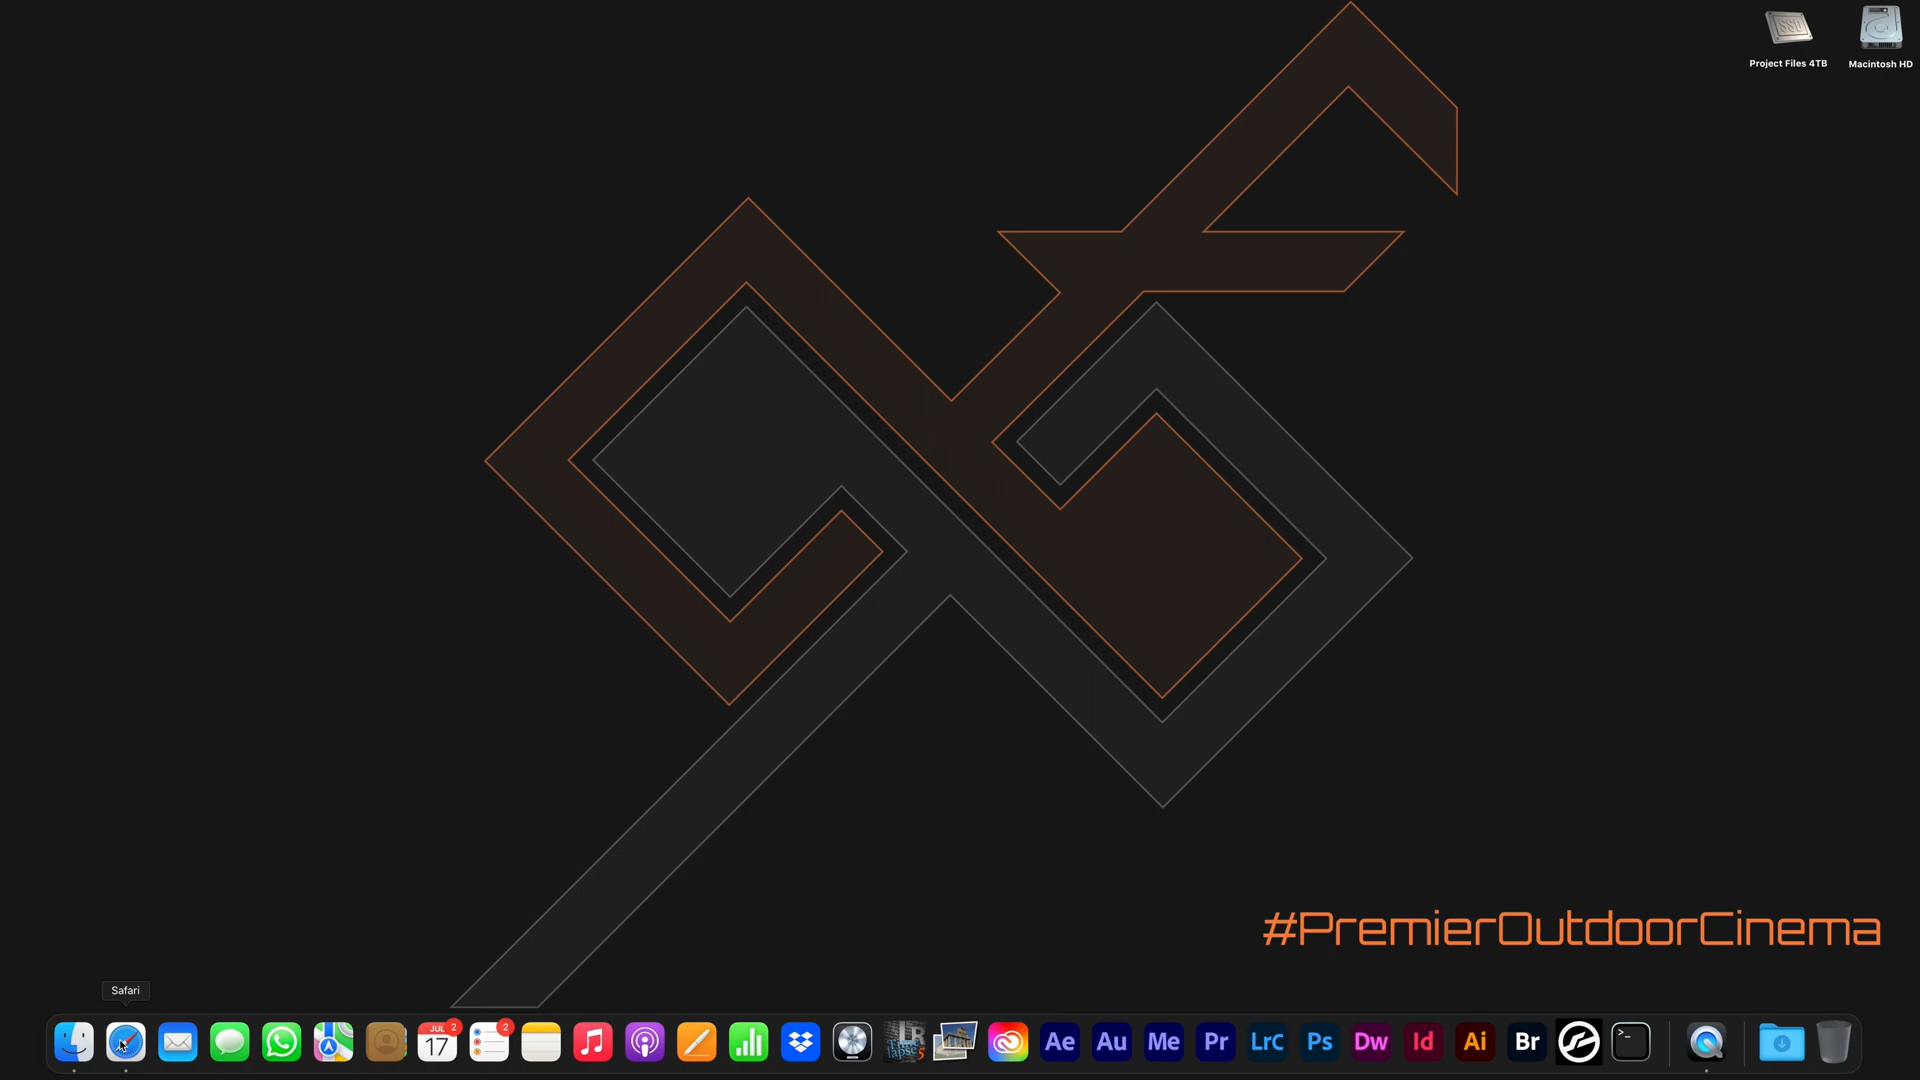 SSD
Project Files 4TB
Macintosh HD
#PremierOutdoorCinema
Safari
JUL
2
17
2
Ae
Au
Me
Pr
LrC
Ps
Dw
Id
Ai
Br
>_